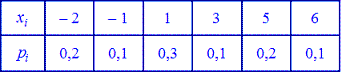 xᵢ – 2 – 1 1 3 5 6
pᵢ 0,2 0,1 0,3 0,1 0,2 0,1